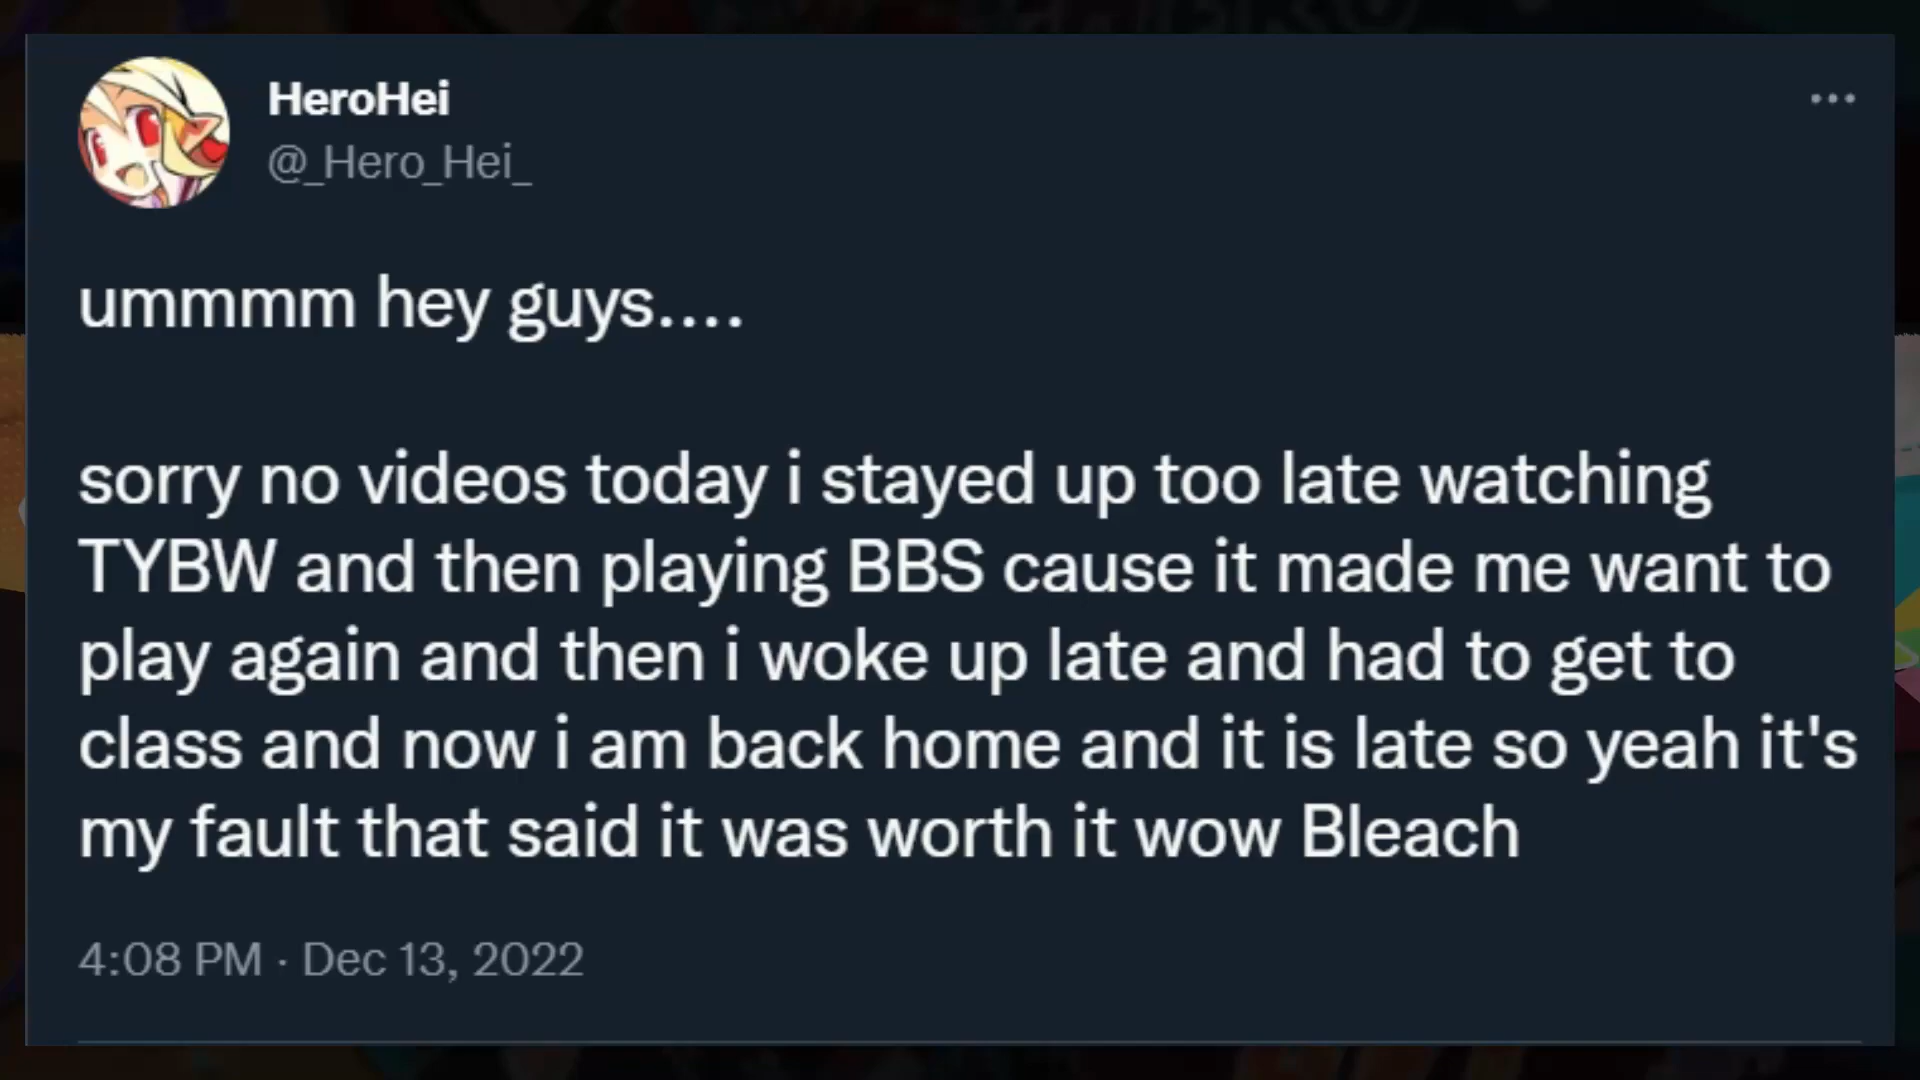 HeroHei
@_Hero_Hei_
ummmm hey guys....
sorry no videos today i stayed up too late watching
TYBW and then playing BBS cause it made me want to
play again and then i woke up late and had to get to
class and now i am back home and it is late so yeah it's
my fault that said it was worth it wow Bleach
4:08 PM · Dec 13, 2022